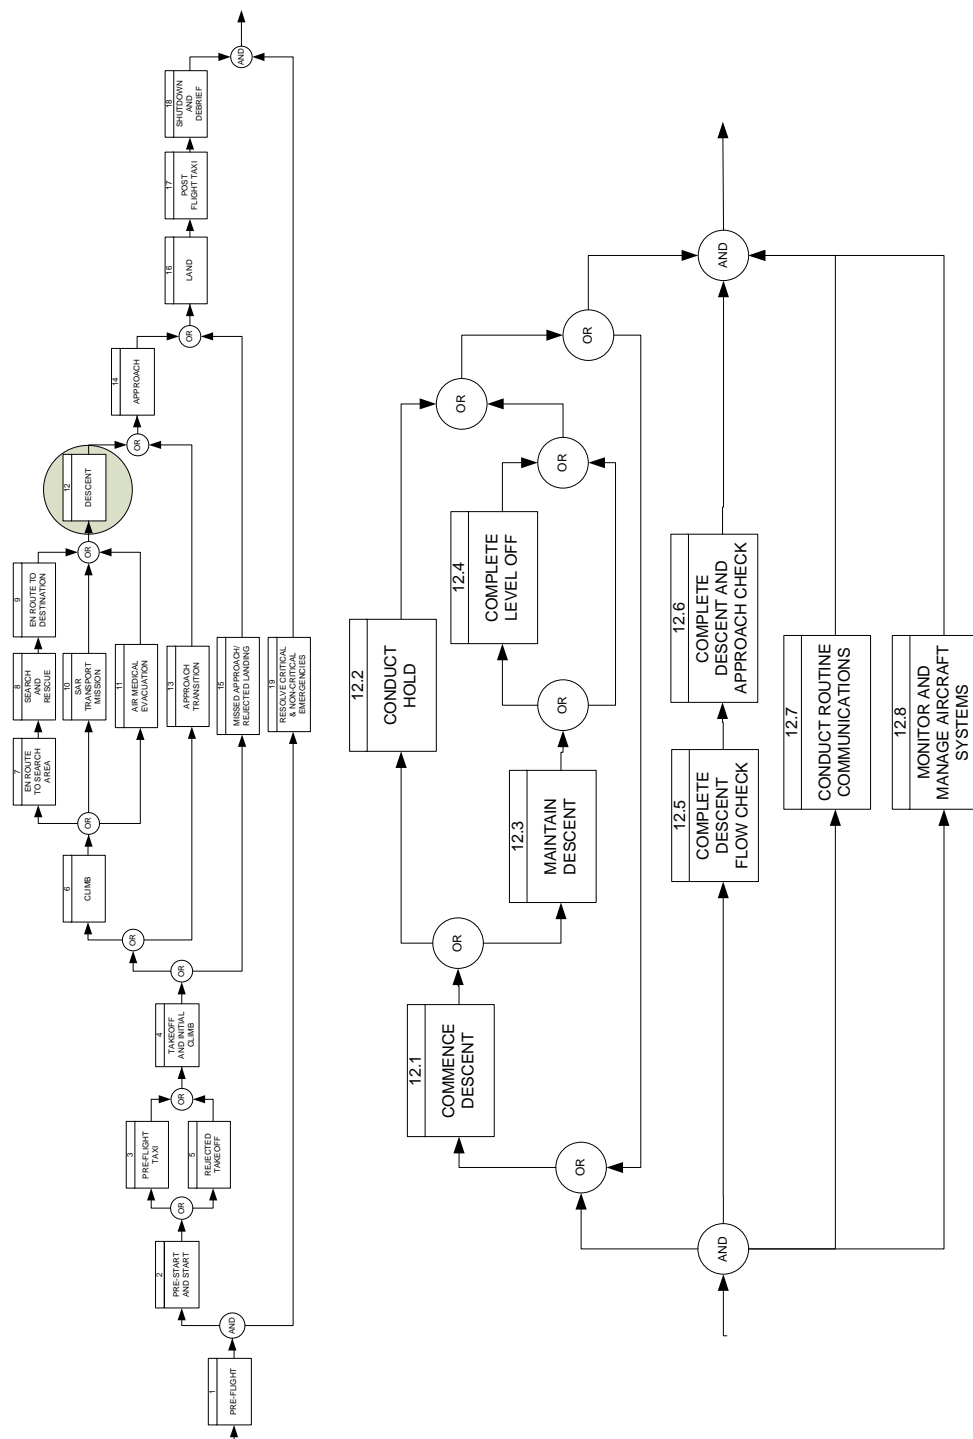 1
PRE-FLIGHT
AND
2
PRE-START
AND START
OR
3
PRE-FLIGHT
TAXI
5
REJECTED
TAKEOFF
OR
4
TAKEOFF
AND INITIAL
CLIMB
OR
OR
6
CLIMB
OR
7
EN ROUTE
TO SEARCH
AREA
8
SEARCH
AND
RESCUE
9
EN ROUTE TO
DESTINATION
10
SAR
TRANSPORT
MISSION
11
AIR MEDICAL
EVACUATION
13
APPROACH
TRANSITION
15
MISSED APPROACH/
REJECTED LANDING
19
RESOLVE CRITICAL
& NON-CRITICAL
EMERGENCIES
OR
12
DESCENT
OR
14
APPROACH
OR
16
LAND
17
POST
FLIGHT TAXI
18
SHUTDOWN
AND
DEBRIEF
AND
AND
OR
12.1
COMMENCE
DESCENT
OR
12.2
CONDUCT
HOLD
12.3
MAINTAIN
DESCENT
OR
12.4
COMPLETE
LEVEL OFF
OR
OR
OR
12.5
COMPLETE
DESCENT
FLOW CHECK
12.6
COMPLETE
DESCENT AND
APPROACH CHECK
12.7
CONDUCT ROUTINE
COMMUNICATIONS
12.8
MONITOR AND
MANAGE AIRCRAFT
SYSTEMS
AND